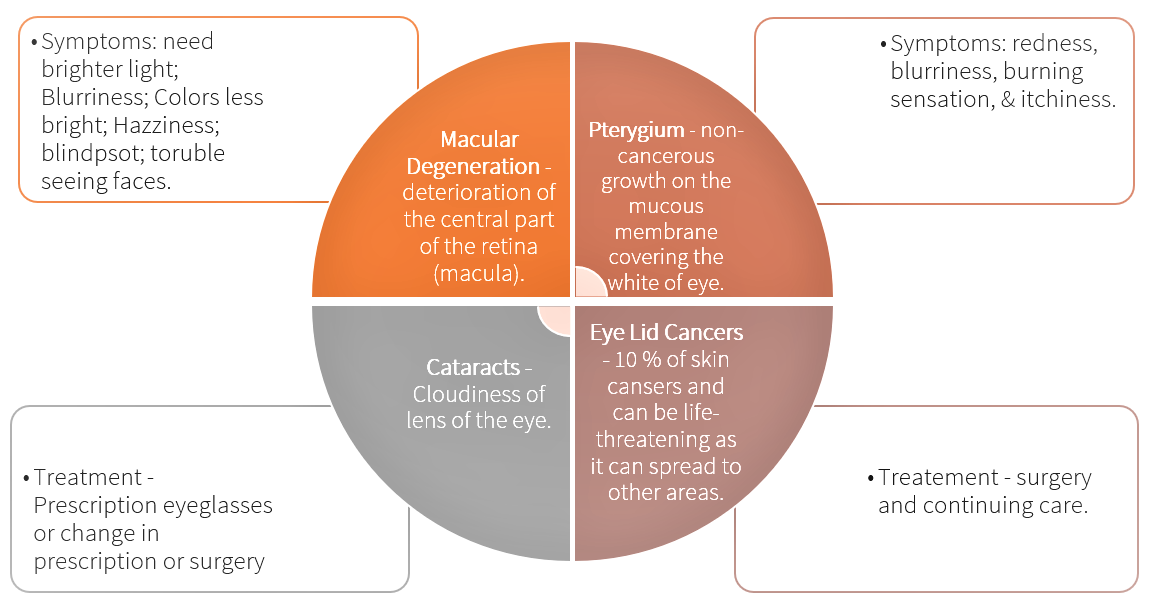 • Symptoms: need
brighter light;
Blurriness; Colors less
bright; Hazziness;
blindpsot; toruble
seeing faces.
Macular
Degeneration -
deterioration of
the central part
of the retina
(macula).
Pterygium - non-
cancerous
growth on the
mucous
membrane
covering the
white of eye.
• Symptoms: redness,
blurriness, burning
sensation, & itchiness.
• Treatment -
Prescription eyeglasses
or change in
prescription or surgery
Cataracts -
Cloudiness of
lens of the eye.
Eye Lid Cancers
- 10 % of skin
cansers and
can be life-
threatening as
it can spread to
other areas.
• Treatement - surgery
and continuing care.